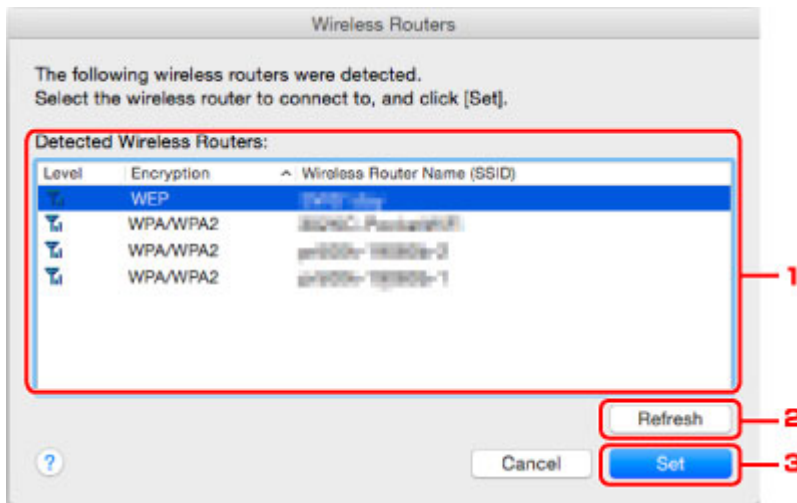 Wireless Routers
The following wireless routers were detected.
Select the wireless router to connect to, and click [Set].
Detected Wireless Routers:
Level Encryption Wireless Router Name (SSID)
WEP
WPA/WPA2
WPA/WPA2
WPA/WPA2
1
Refresh
2
?
Cancel
Set
3